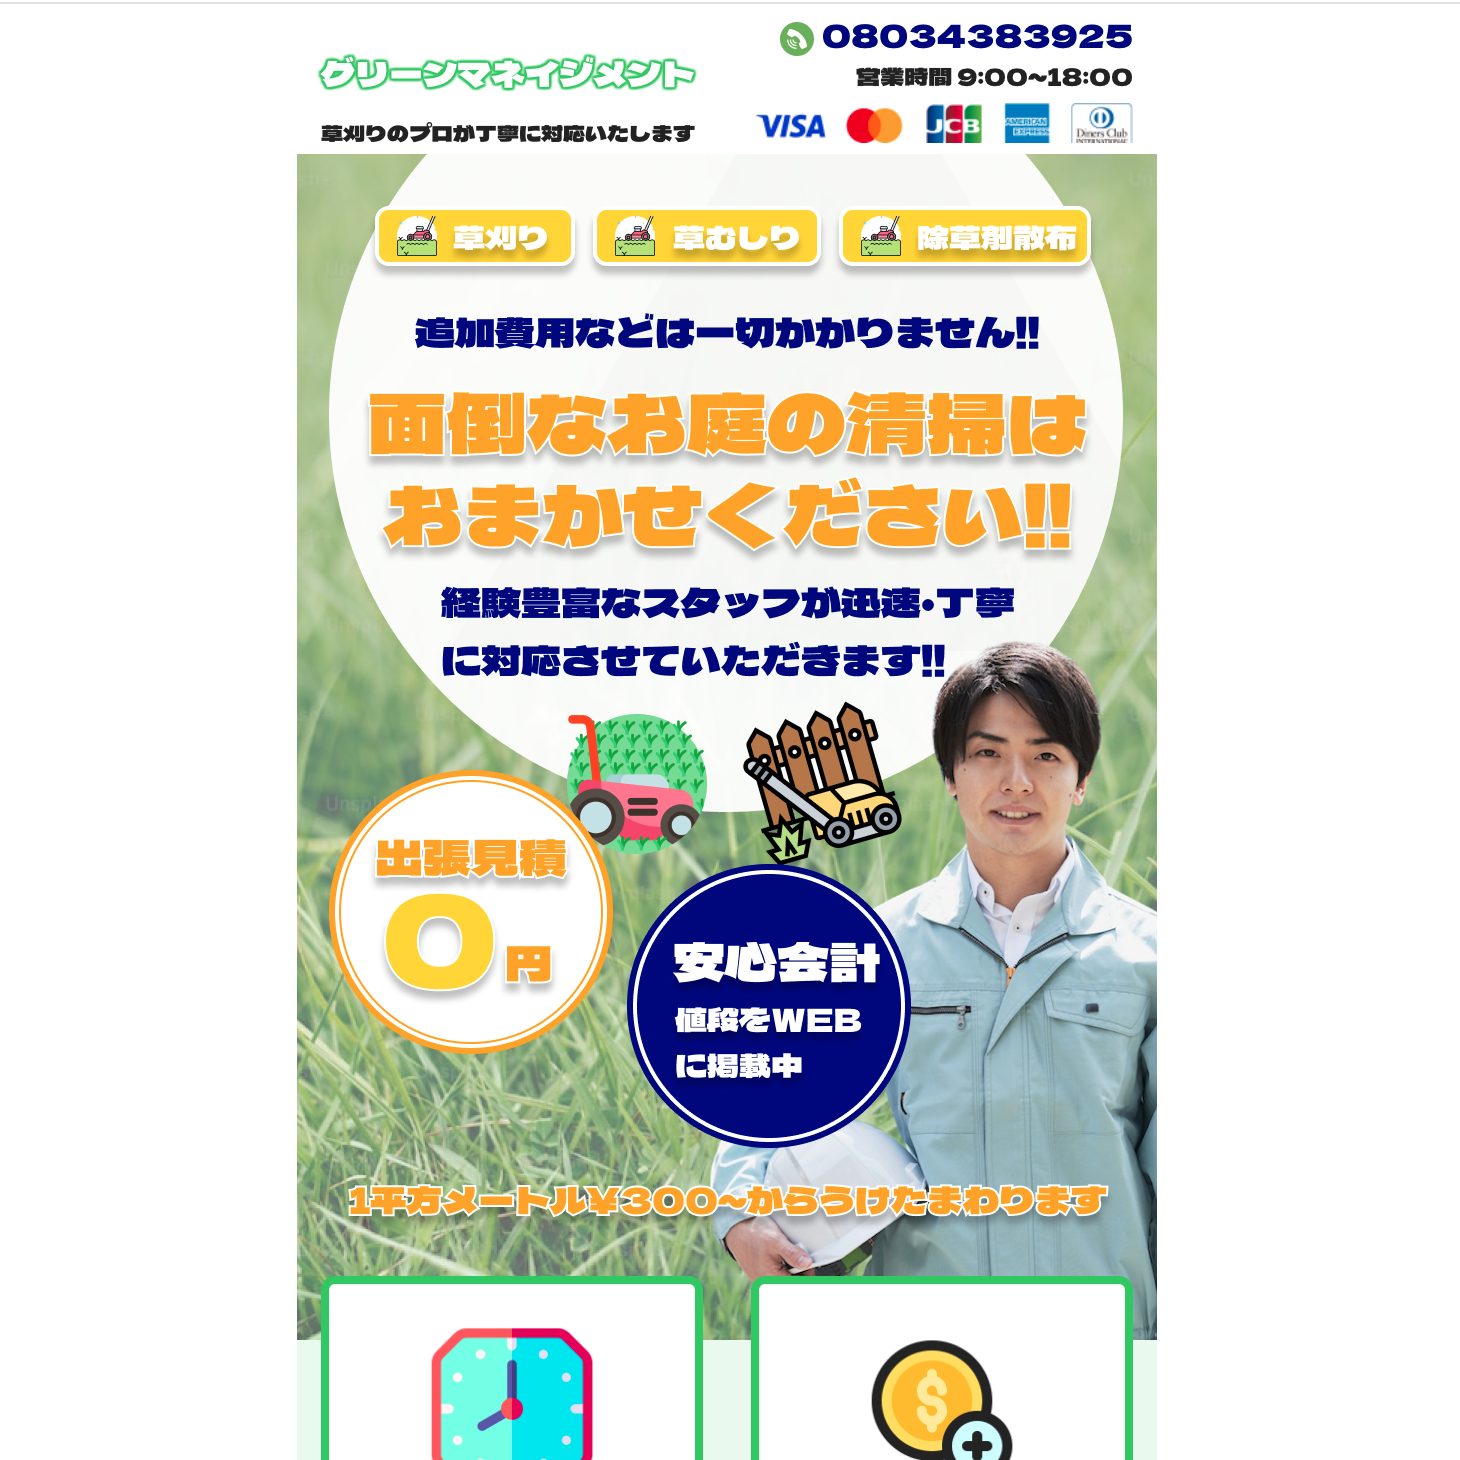 08034383925
グリーンマネイジメント
営業時間 9:00~18:00
草刈りのプロが丁寧に対応いたします
VISA
JCB
AMERICAN EXPRESS
Diners Club
INTERNATIONAL
草刈り
草むしり
除草剤散布
追加費用などは一切かかりません!!
面倒なお庭の清掃は
おまかせください!!
経験豊富なスタッフが迅速・丁寧
に対応させていただきます!!
出張見積
0円
安心会計
値段をWEB
に掲載中
1平方メートル¥300~からうけたまわります